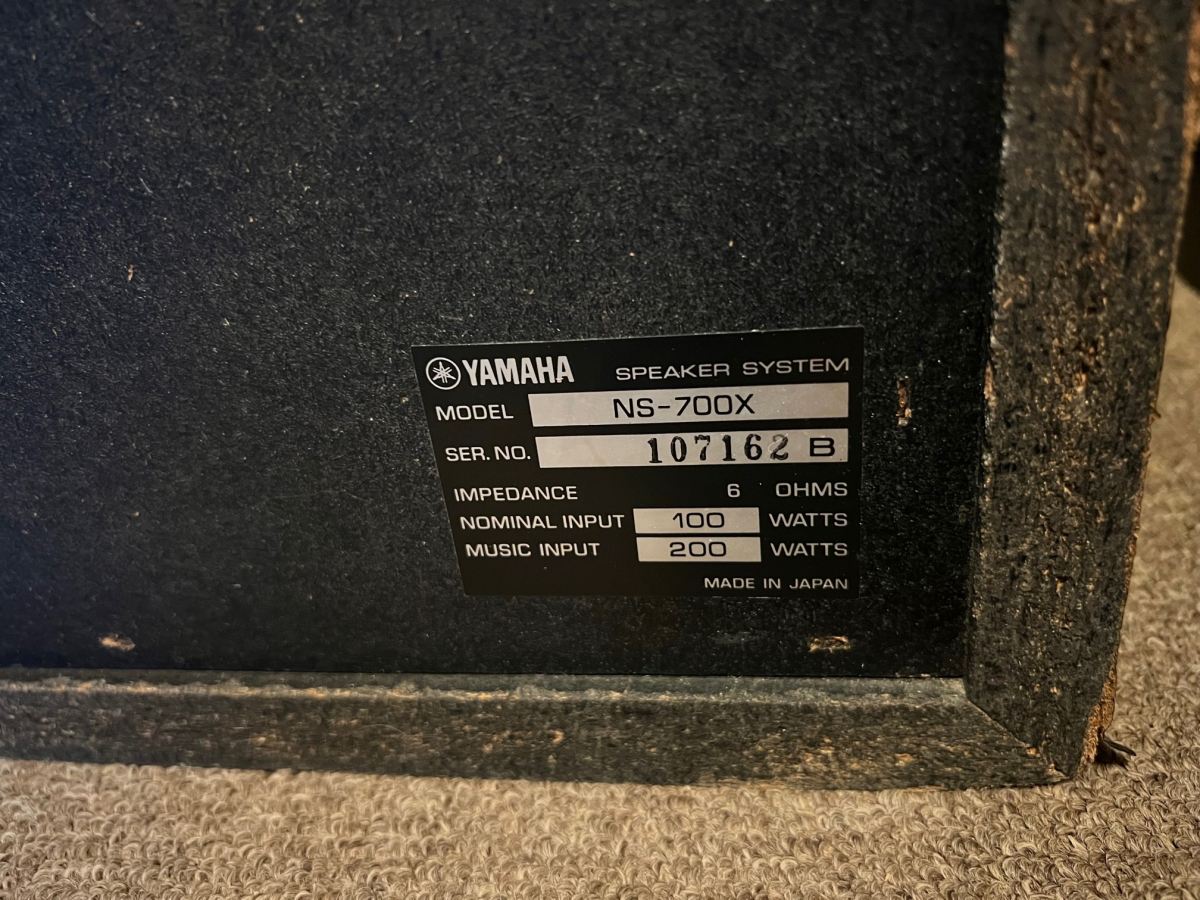 YAMAHA SPEAKER SYSTEM
MODEL NS-700X
SER. NO. 107162 B
IMPEDANCE 6 OHMS
NOMINAL INPUT 100 WATTS
MUSIC INPUT 200 WATTS
MADE IN JAPAN